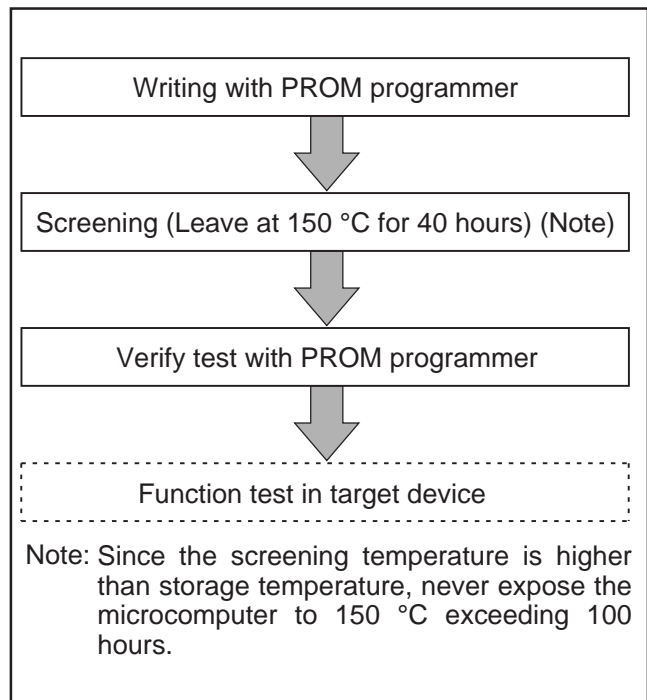 Writing with PROM programmer
Screening (Leave at 150 °C for 40 hours) (Note)
Verify test with PROM programmer
Function test in target device
Note: Since the screening temperature is higher
than storage temperature, never expose the
microcomputer to 150 °C exceeding 100
hours.